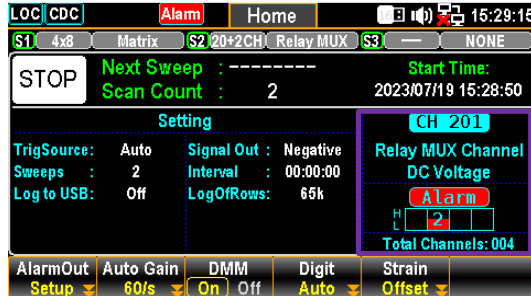 LOC CDC Alarm Home 15:29:15
S1 4x8 Matrix S2 20+2CH Relay MUX S3 — NONE
STOP
Next Sweep : --------
Scan Count : 2
Start Time:
2023/07/19 15:28:50
Setting
TrigSource: Auto Signal Out : Negative
Sweeps : 2 Interval : 00:00:00
Log to USB: Off LogOfRows: 65k
CH 201
Relay MUX Channel
DC Voltage
Alarm
H
L
2
Total Channels: 004
AlarmOut Auto Gain DMM Digit Strain
Setup 60/s On Off Auto Offset